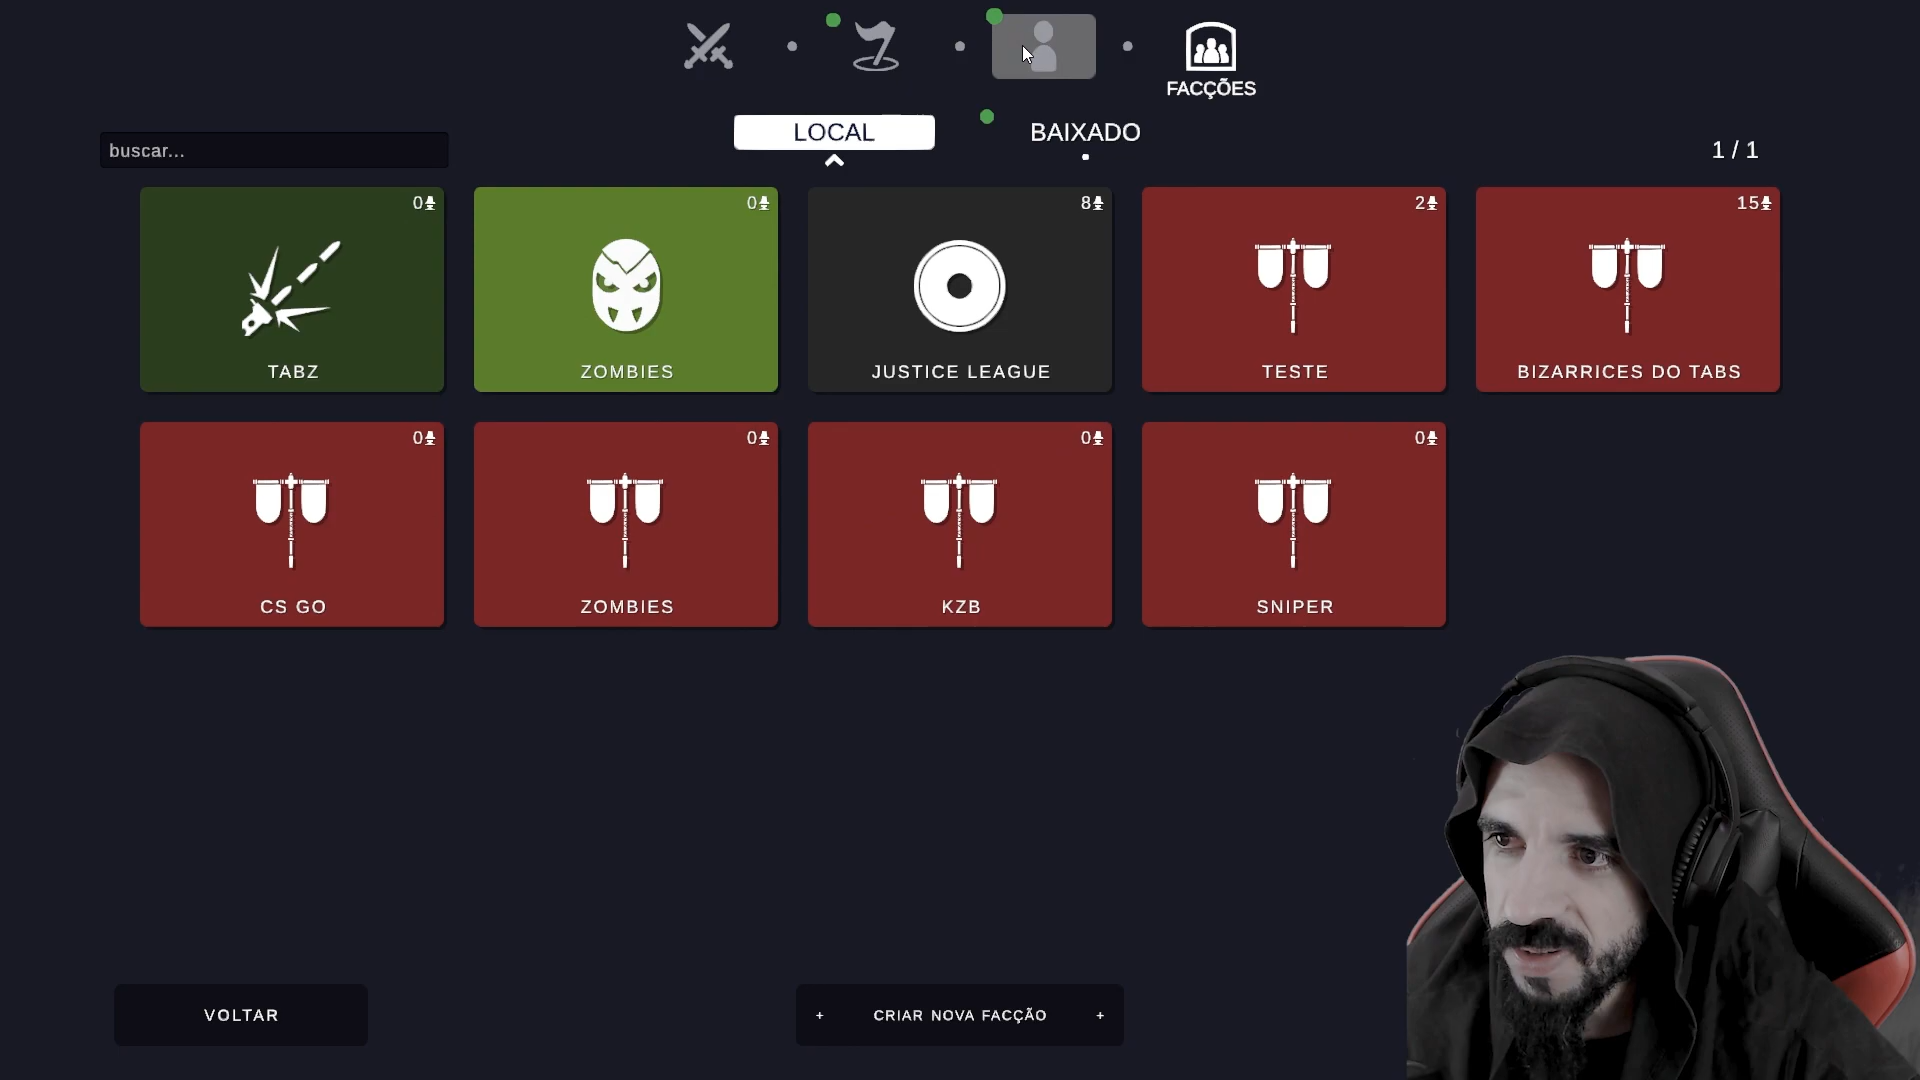 FACÇÕES
LOCAL
BAIXADO
buscar...
1 / 1
0
TABZ
0
ZOMBIES
8
JUSTICE LEAGUE
2
TESTE
15
BIZARRICES DO TABS
0
CS GO
0
ZOMBIES
0
KZB
0
SNIPER
VOLTAR
+ CRIAR NOVA FACÇÃO +